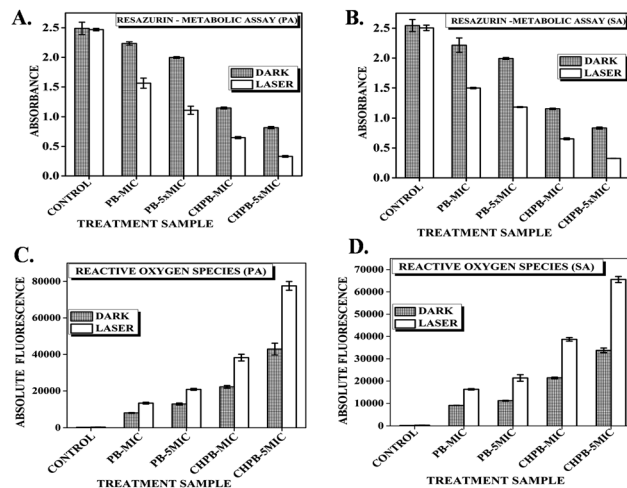 A.
RESAZURIN - METABOLIC ASSAY (PA)
DARK
LASER
ABSORBANCE
2.5
2.0
1.5
1.0
0.5
0.0
CONTROL
PB-MIC
PB-5xMIC
CHPB-MIC
CHPB-5xMIC
TREATMENT SAMPLE
B.
RESAZURIN -METABOLIC ASSAY (SA)
DARK
LASER
ABSORBANCE
2.5
2.0
1.5
1.0
0.5
0.0
CONTROL
PB-MIC
PB-5xMIC
CHPB-MIC
CHPB-5xMIC
TREATMENT SAMPLE
C.
REACTIVE OXYGEN SPECIES (PA)
DARK
LASER
ABSOLUTE FLUORESCENCE
80000
60000
40000
20000
0
CONTROL
PB-MIC
PB-5MIC
CHPB-MIC
CHPB-5MIC
TREATMENT SAMPLE
D.
REACTIVE OXYGEN SPECIES (SA)
DARK
LASER
ABSOLUTE FLUORESCENCE
70000
60000
50000
40000
30000
20000
10000
0
CONTROL
PB-MIC
PB-5MIC
CHPB-MIC
CHPB-5MIC
TREATMENT SAMPLE